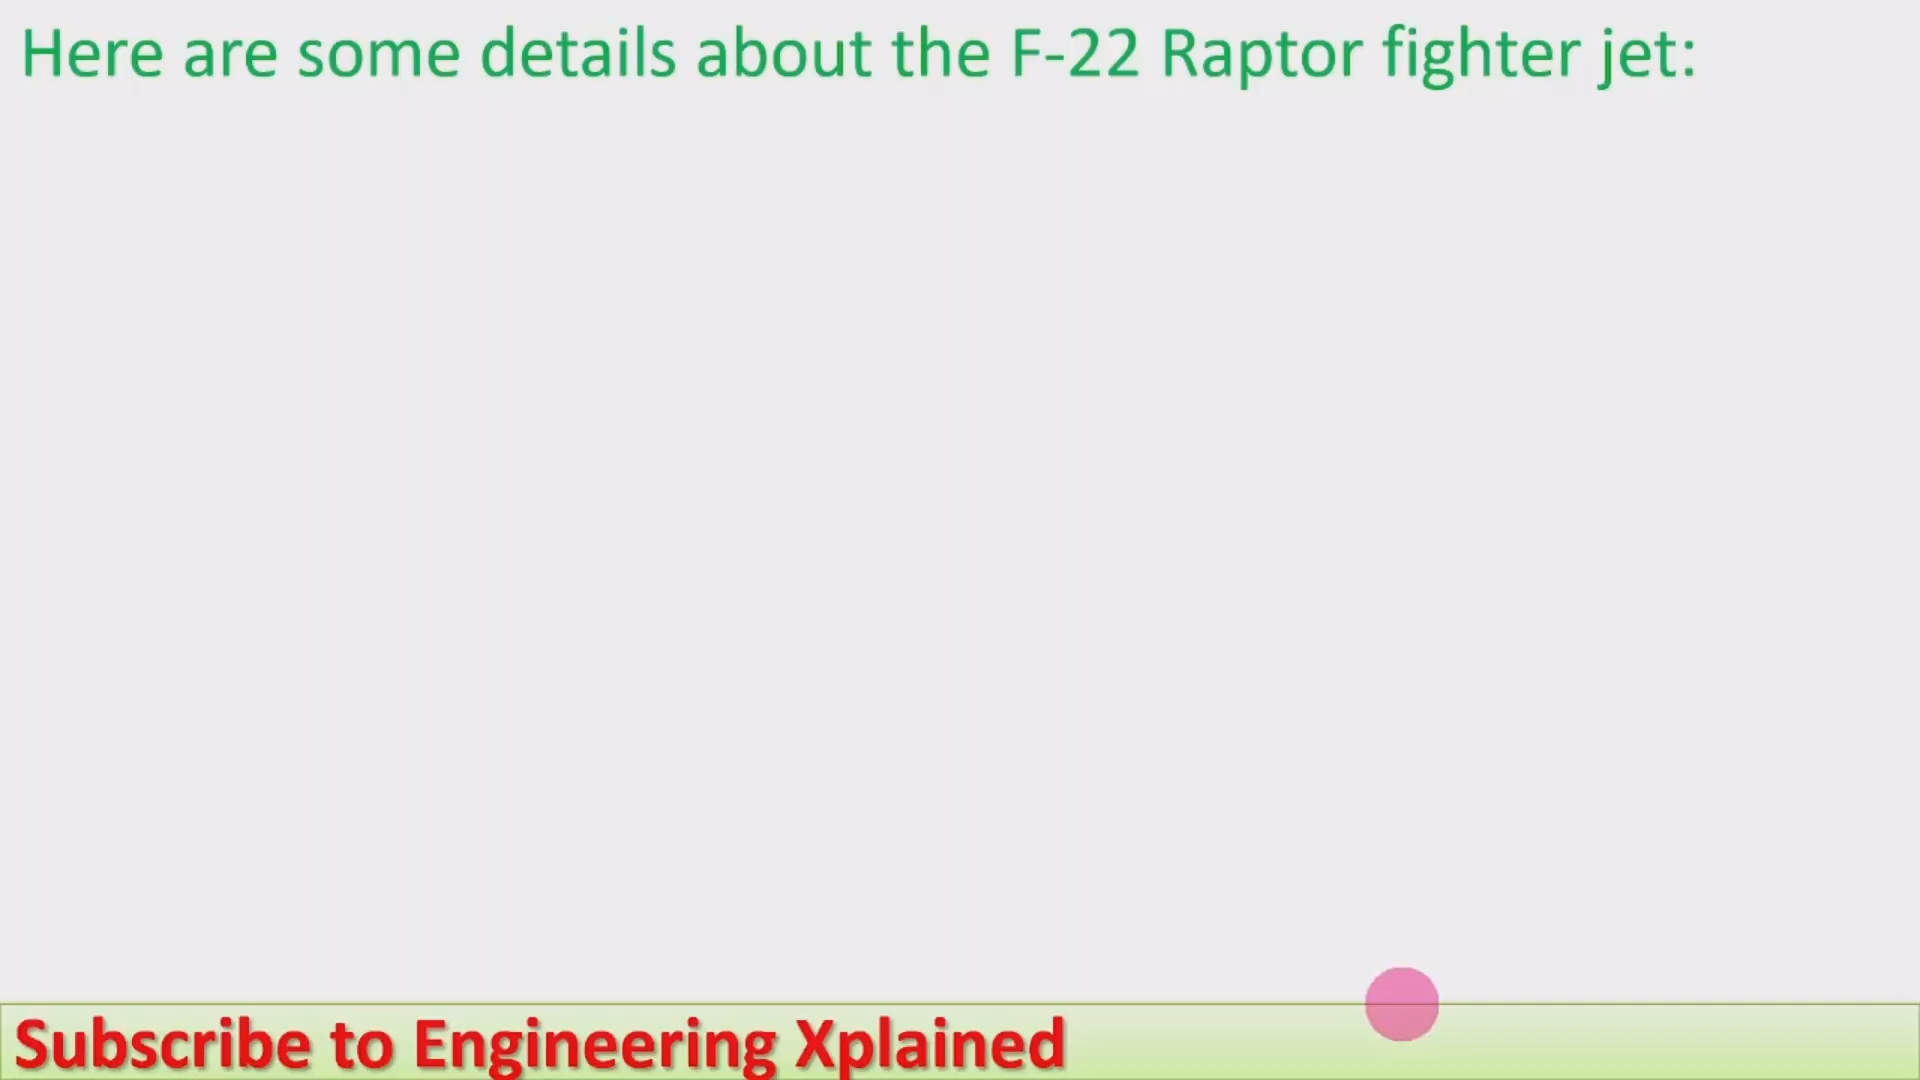 Here are some details about the F-22 Raptor fighter jet:
Subscribe to Engineering Xplained